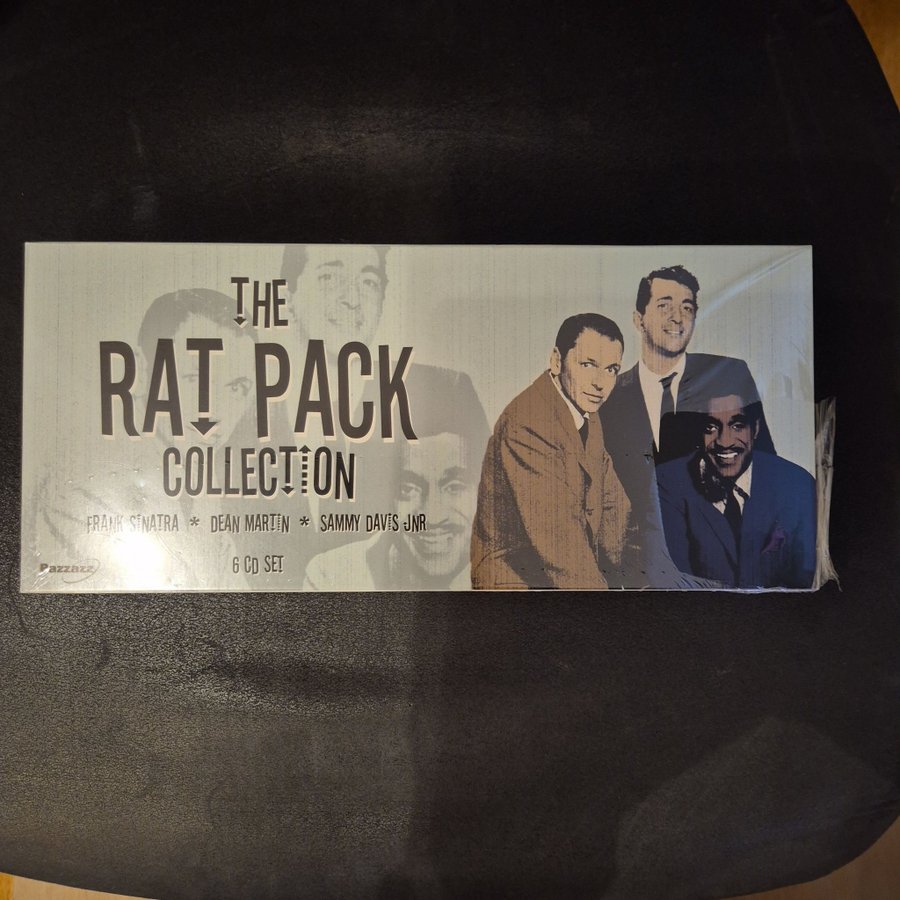 THE
RAT PACK
COLLECTION
FRANK SINATRA * DEAN MARTIN * SAMMY DAVIS JNR
6 CD SET
Pazzazz